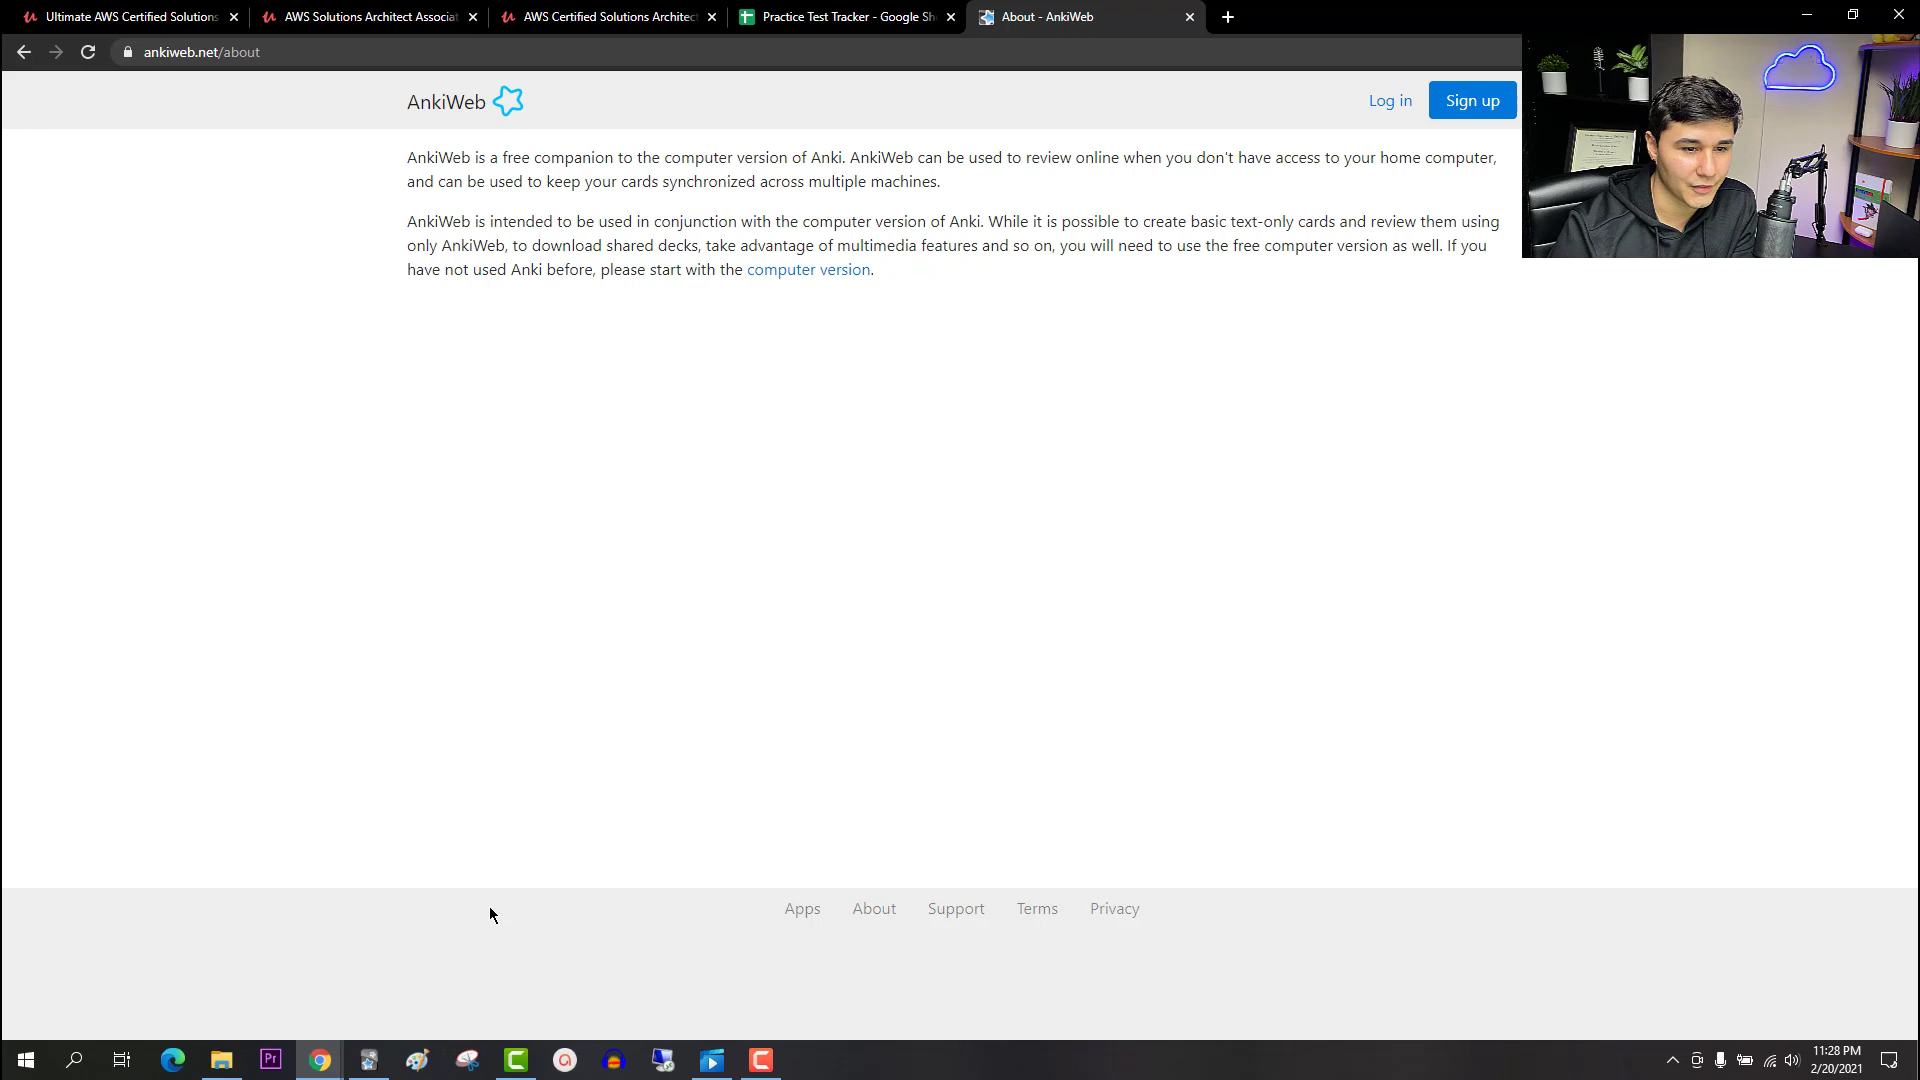 Ultimate AWS Certified Solutions
AWS Solutions Architect Associat
AWS Certified Solutions Architect
Practice Test Tracker - Google Sh
About - AnkiWeb
ankiweb.net/about
AnkiWeb
Log in
Sign up
AnkiWeb is a free companion to the computer version of Anki. AnkiWeb can be used to review online when you don't have access to your home computer,
and can be used to keep your cards synchronized across multiple machines.
AnkiWeb is intended to be used in conjunction with the computer version of Anki. While it is possible to create basic text-only cards and review them using
only AnkiWeb, to download shared decks, take advantage of multimedia features and so on, you will need to use the free computer version as well. If you
have not used Anki before, please start with the computer version.
Apps About Support Terms Privacy
Pr
11:28 PM
2/20/2021